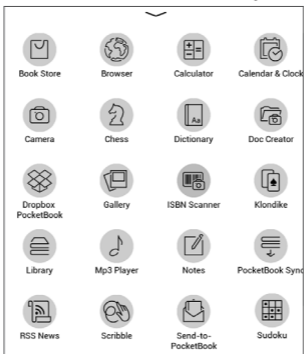 Book Store Browser Calculator Calendar & Clock
Camera Chess Dictionary Doc Creator
Aa
Dropbox PocketBook Gallery ISBN Scanner Klondike
Library Mp3 Player Notes PocketBook Sync
RSS News Scribble Send-to-PocketBook Sudoku